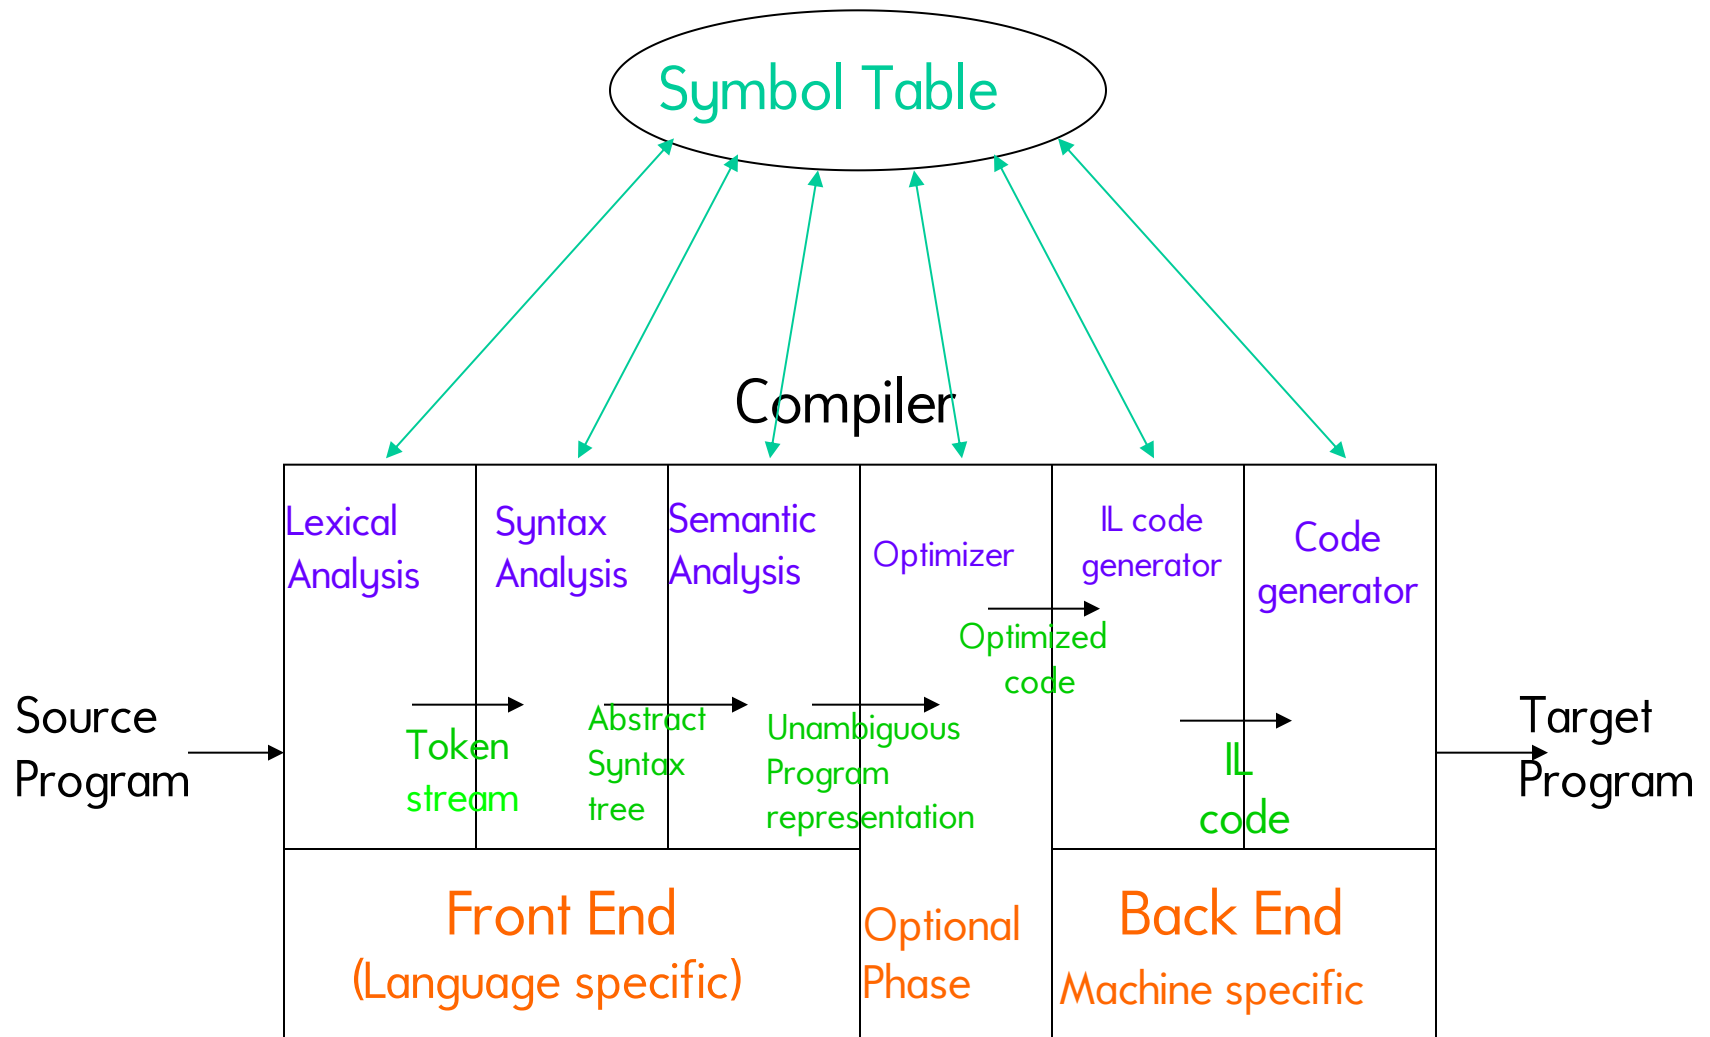 Symbol Table
Compiler
Lexical
Analysis
Syntax
Analysis
Semantic
Analysis
Optimizer
IL code
generator
Code
generator
Source
Program
Token
stream
Abstract
Syntax
tree
Unambiguous
Program
representation
Optimized
code
IL
code
Target
Program
Front End
(Language specific)
Optional
Phase
Back End
Machine specific